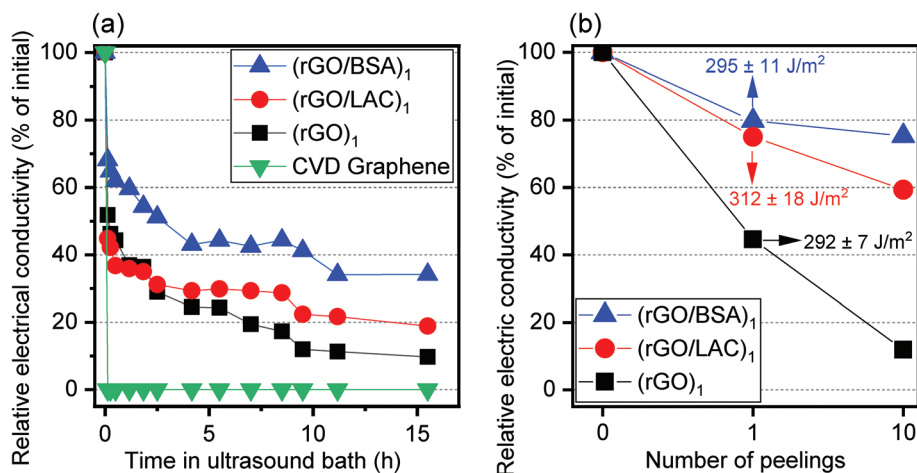 (a)
Relative electrical conductivity (% of initial)
100
80
60
40
20
0
(rGO/BSA)1
(rGO/LAC)1
(rGO)1
CVD Graphene
0
5
10
15
Time in ultrasound bath (h)
(b)
Relative electric conductivity (% of initial)
100
80
60
40
20
0
295 ± 11 J/m²
312 ± 18 J/m²
292 ± 7 J/m²
(rGO/BSA)1
(rGO/LAC)1
(rGO)1
0
1
10
Number of peelings